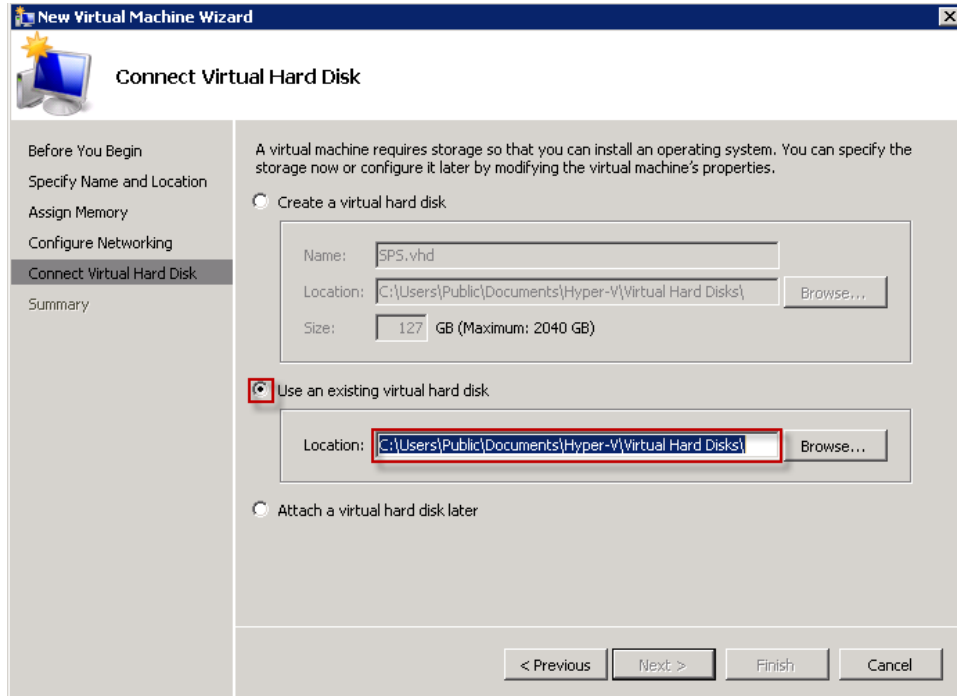 New Virtual Machine Wizard
Connect Virtual Hard Disk
Before You Begin
Specify Name and Location
Assign Memory
Configure Networking
Connect Virtual Hard Disk
Summary
A virtual machine requires storage so that you can install an operating system. You can specify the
storage now or configure it later by modifying the virtual machine's properties.
Create a virtual hard disk
Name: SPS.vhd
Location: C:\Users\Public\Documents\Hyper-V\Virtual Hard Disks\ Browse...
Size: 127 GB (Maximum: 2040 GB)
Use an existing virtual hard disk
Location: C:\Users\Public\Documents\Hyper-V\Virtual Hard Disks\ Browse...
Attach a virtual hard disk later
< Previous Next > Finish Cancel